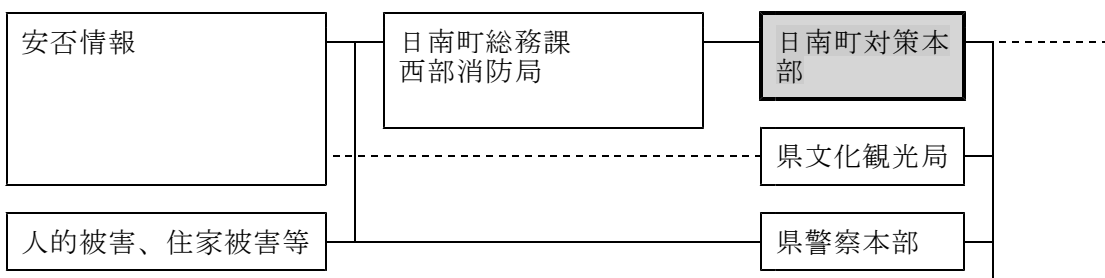 安否情報
日南町総務課
西部消防局
日南町対策本
部
県文化観光局
人的被害、住家被害等
県警察本部